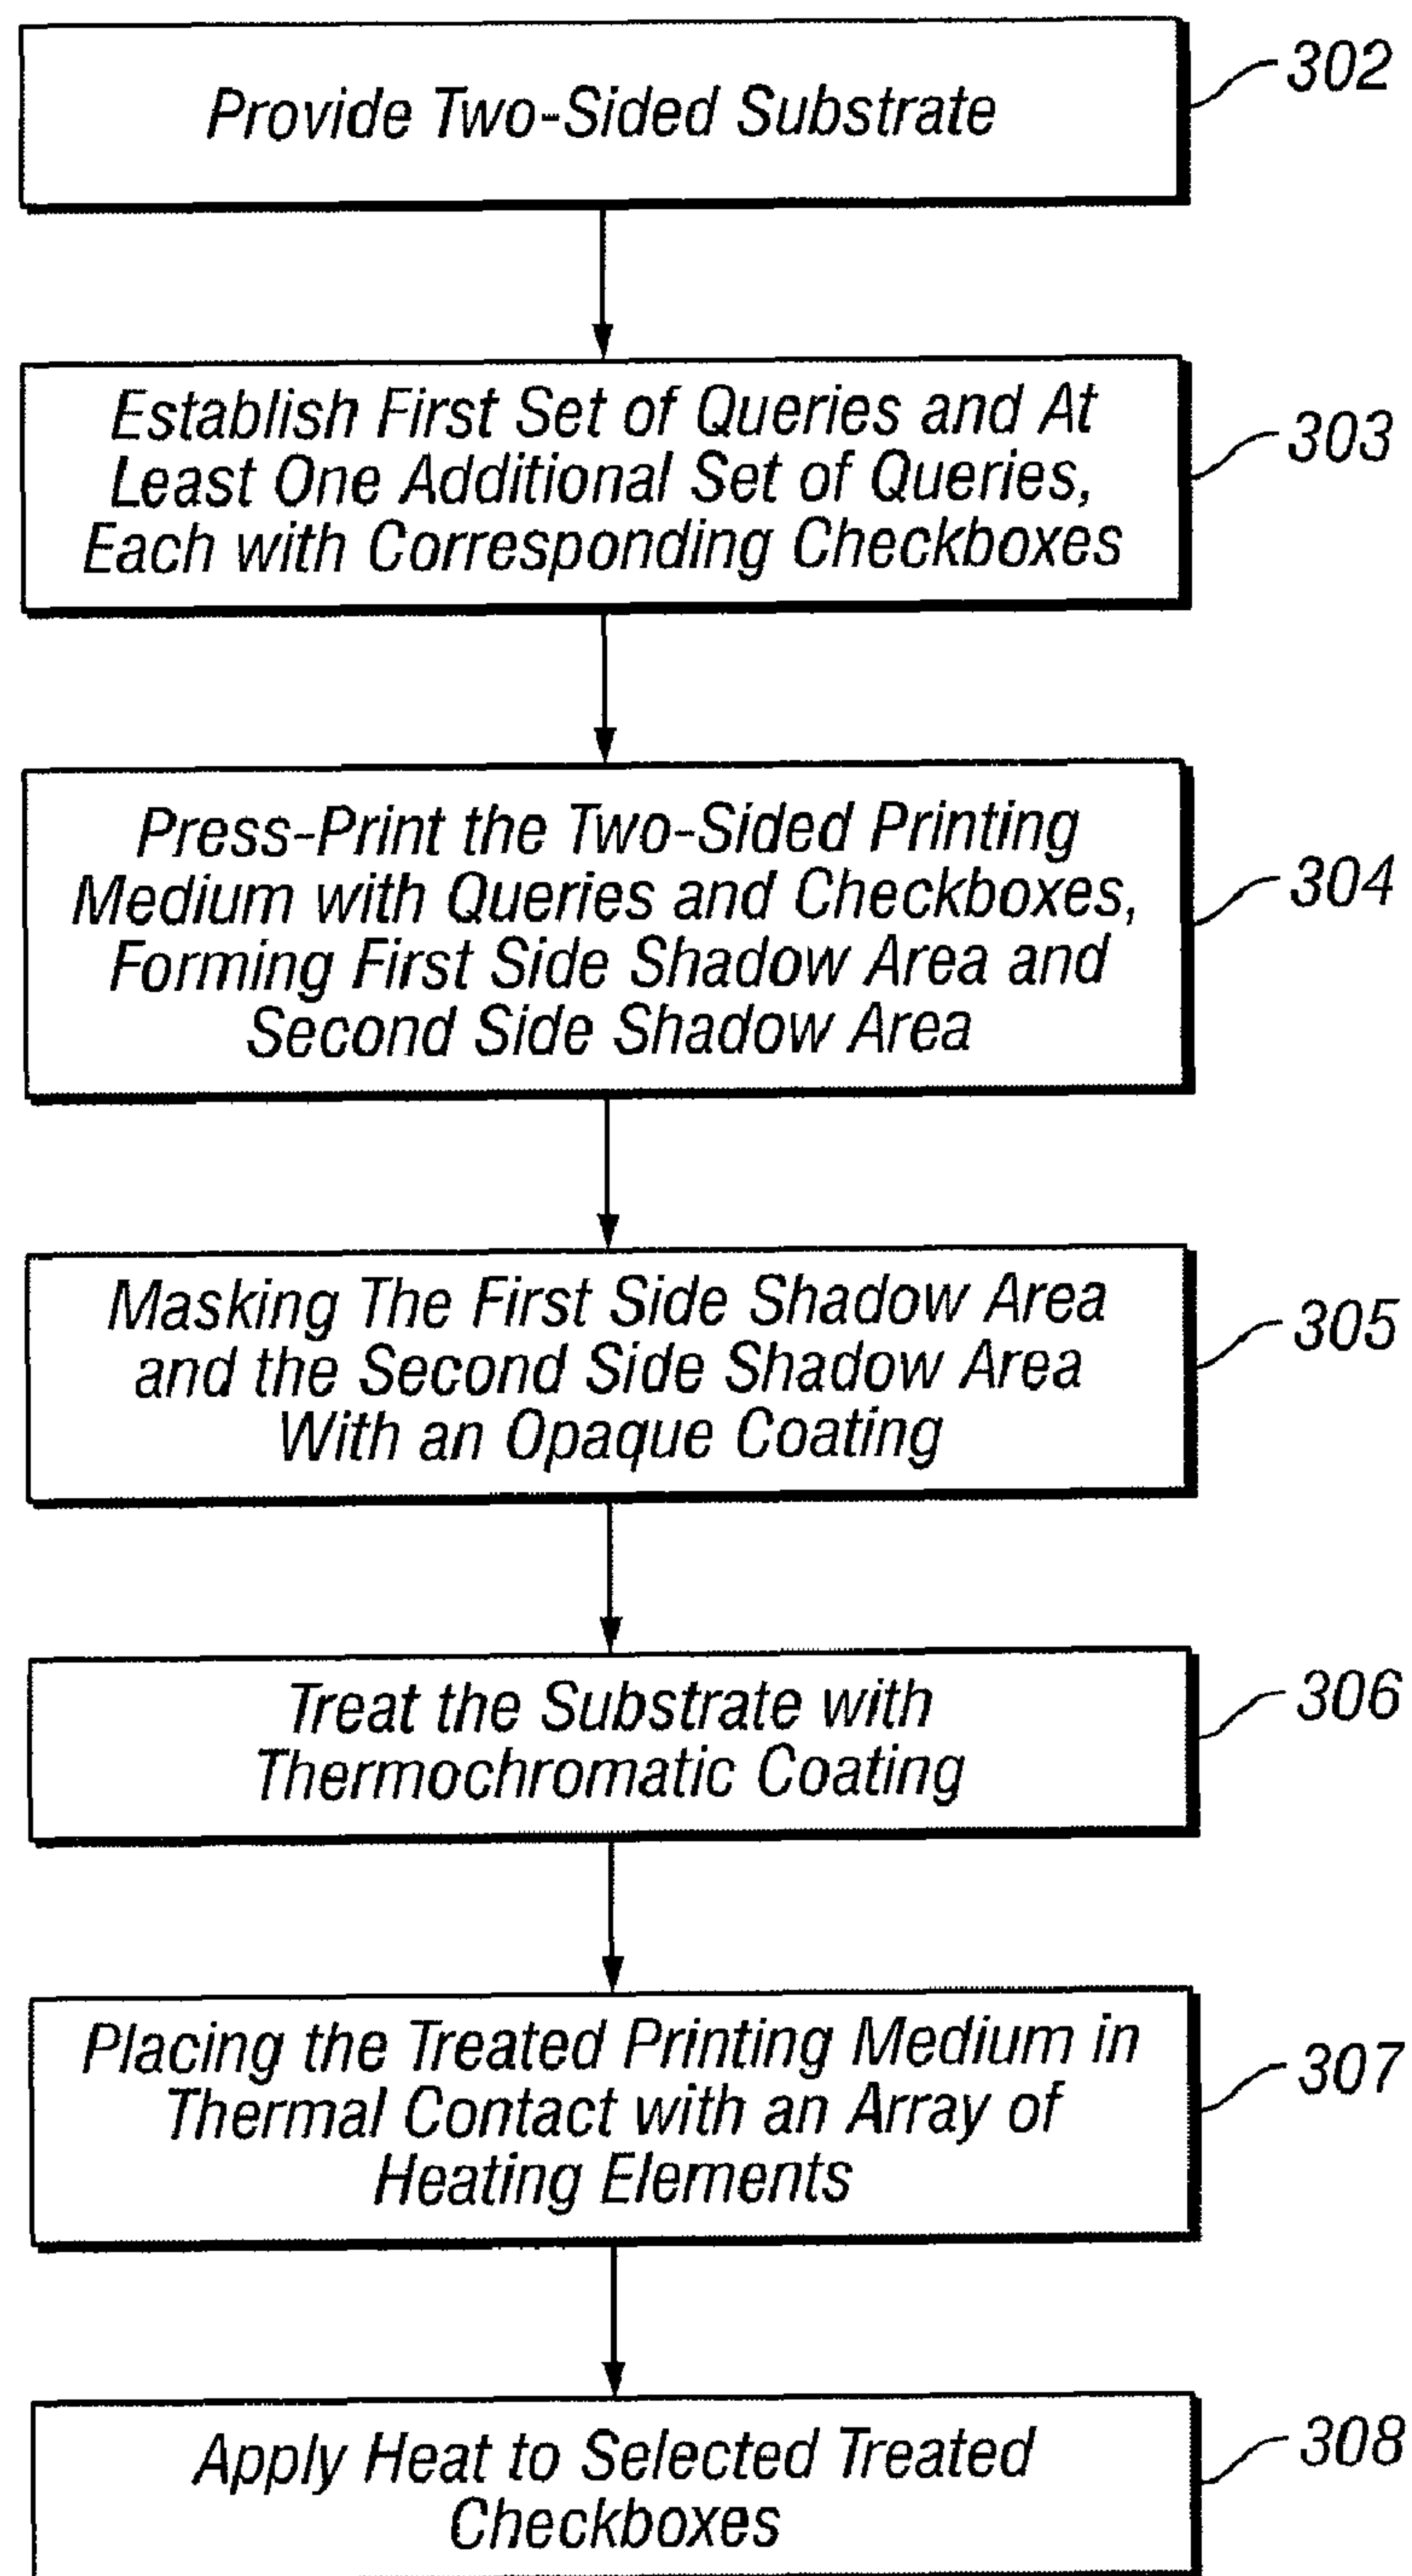 Provide Two-Sided Substrate
302
Establish First Set of Queries and At
Least One Additional Set of Queries,
Each with Corresponding Checkboxes
303
Press-Print the Two-Sided Printing
Medium with Queries and Checkboxes,
Forming First Side Shadow Area and
Second Side Shadow Area
304
Masking The First Side Shadow Area
and the Second Side Shadow Area
With an Opaque Coating
305
Treat the Substrate with
Thermochromatic Coating
306
Placing the Treated Printing Medium in
Thermal Contact with an Array of
Heating Elements
307
Apply Heat to Selected Treated
Checkboxes
308